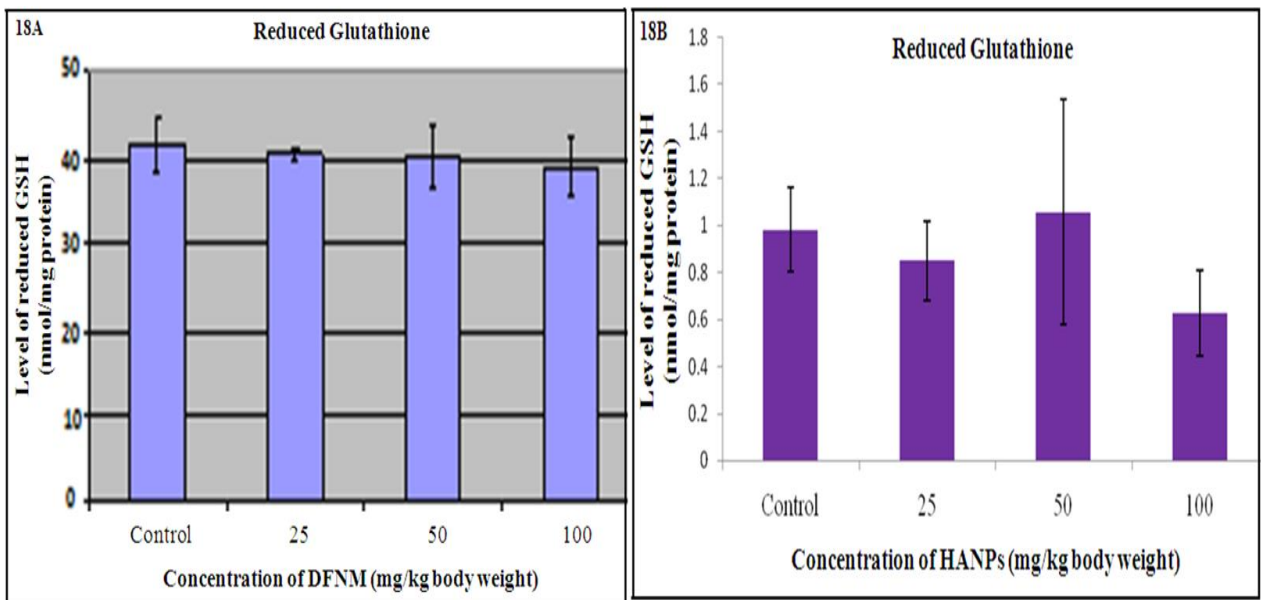 18A
Reduced Glutathione
50
40
30
20
10
0
Level of reduced GSH
(nmol/mg protein)
Control 25 50 100
Concentration of DFNM (mg/kg body weight)
18B
Reduced Glutathione
1.8
1.6
1.4
1.2
1
0.8
0.6
0.4
0.2
0
Level of reduced GSH
(nmol/mg protein)
Control 25 50 100
Concentration of HANPs (mg/kg body weight)